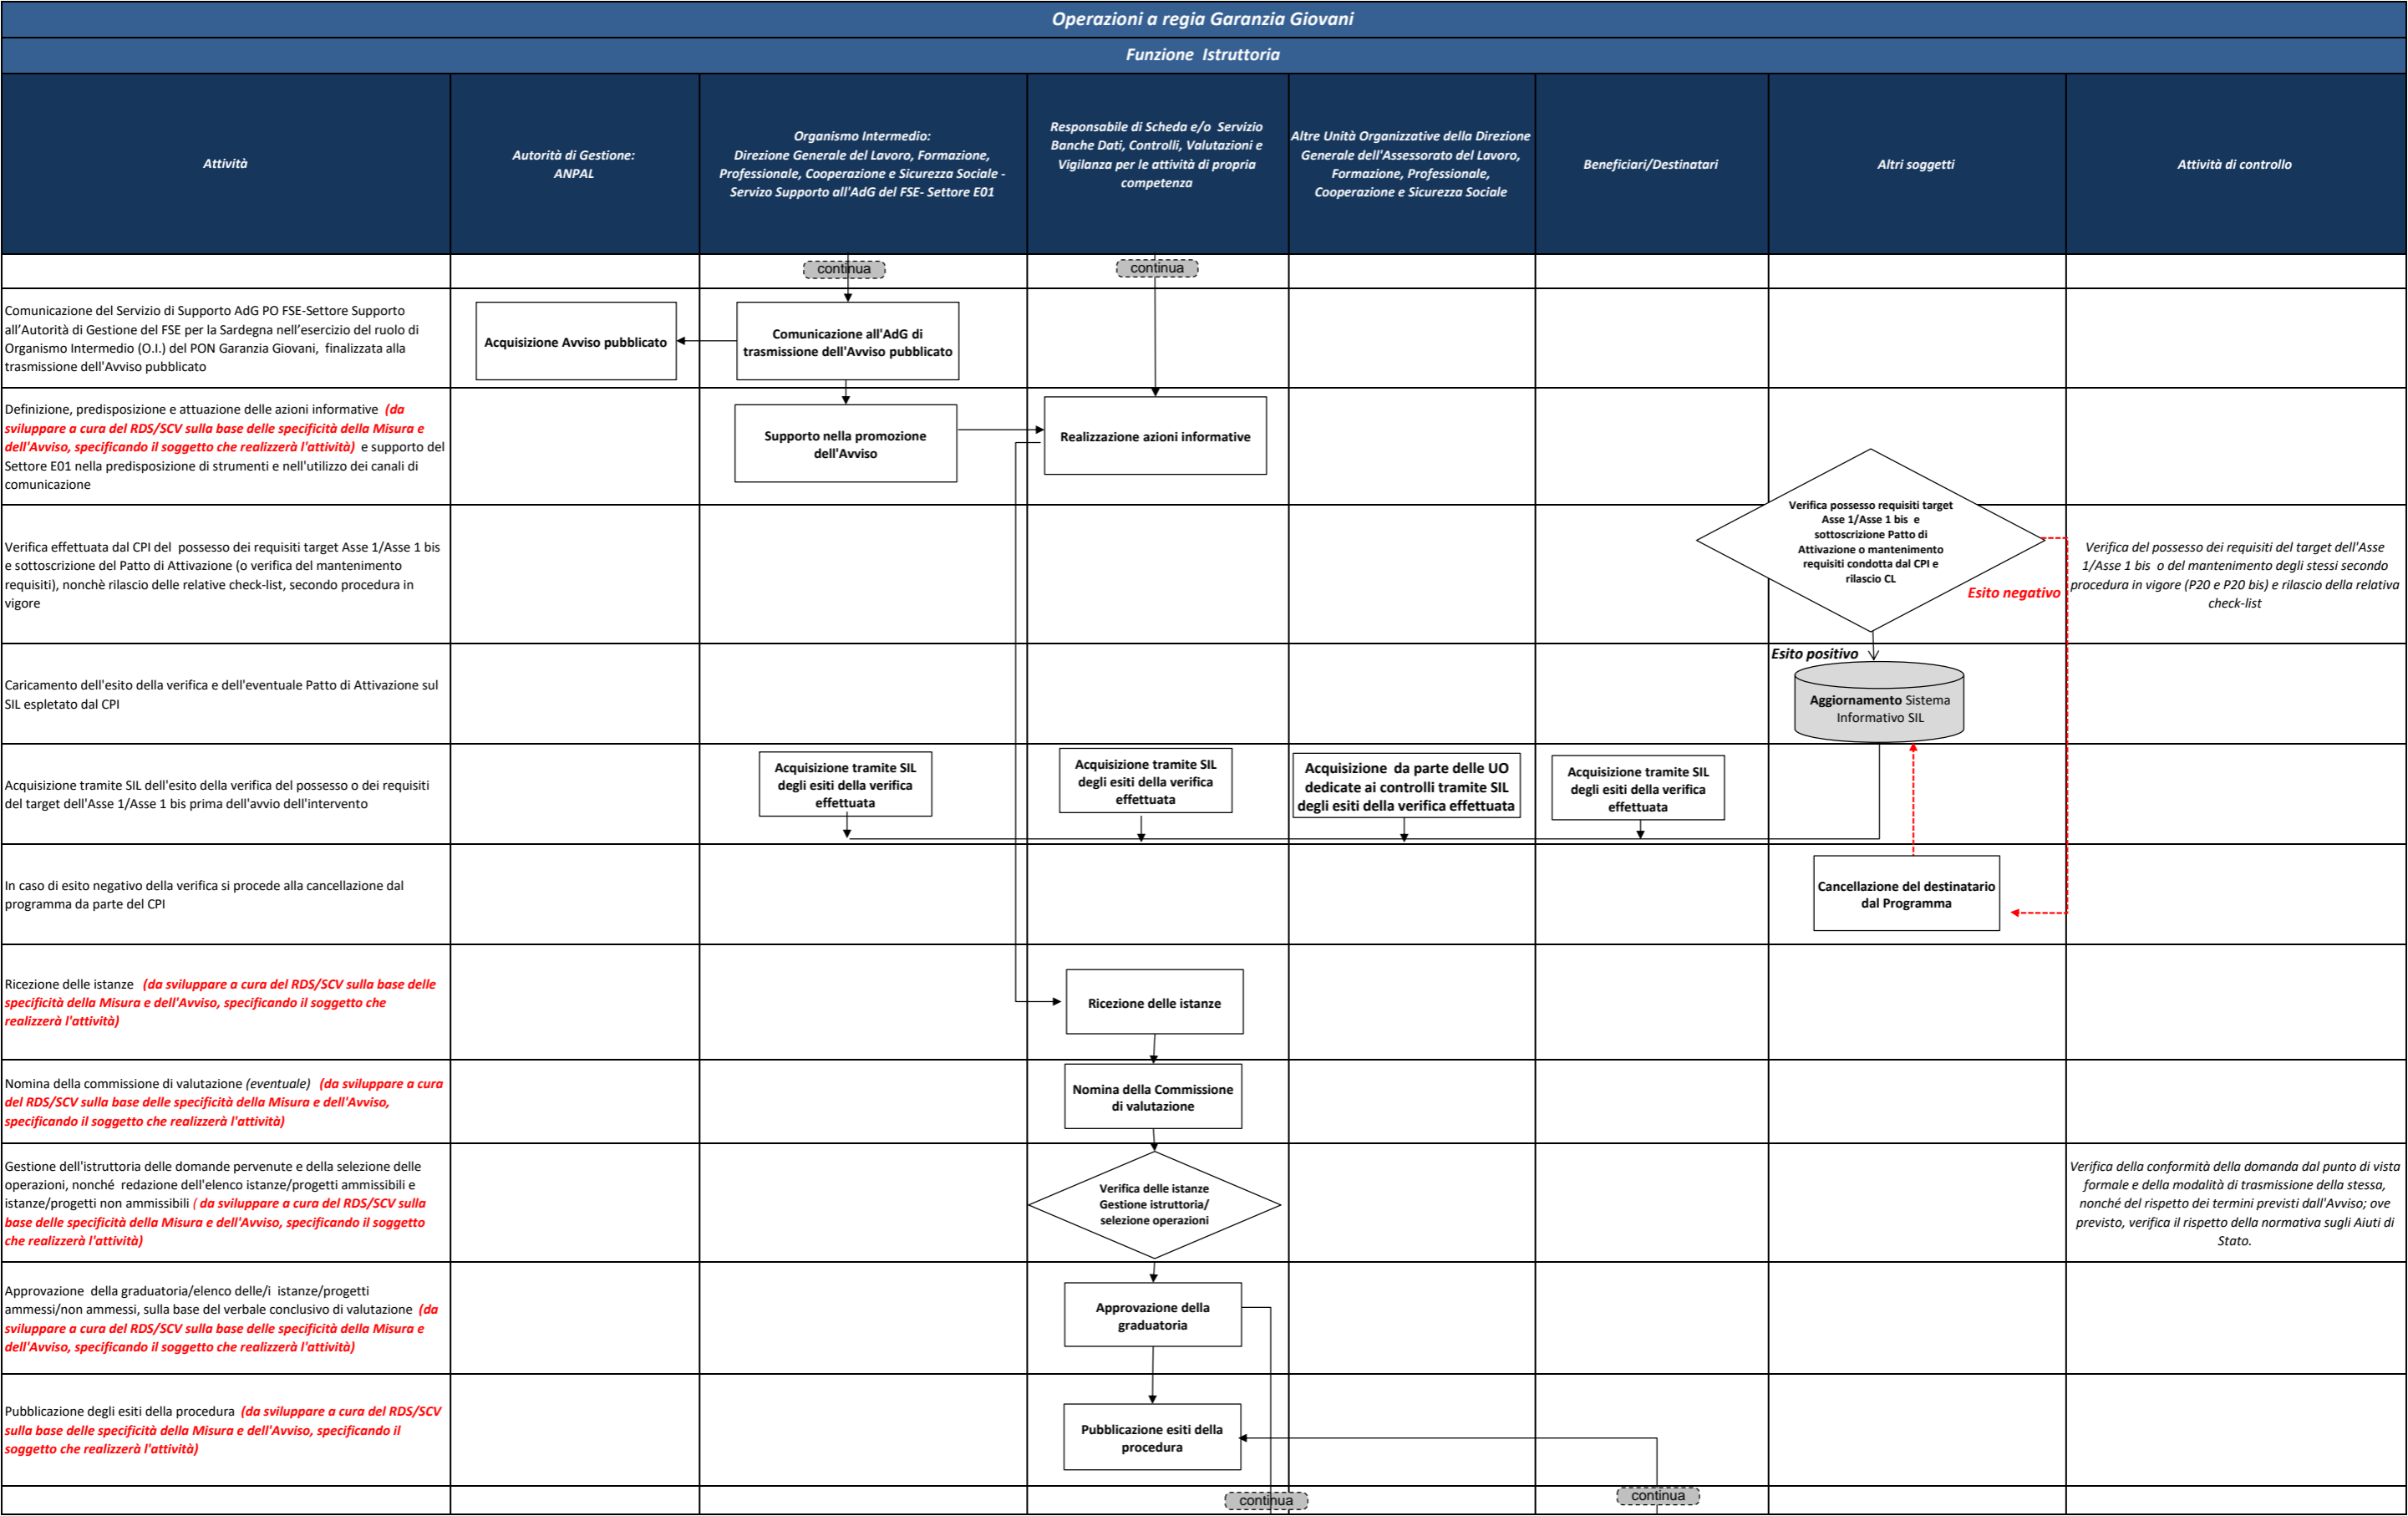 Operazioni a regia Garanzia Giovani
Funzione Istruttoria
Attività
Autorità di Gestione:
ANPAL
Organismo Intermedio:
Direzione Generale del Lavoro, Formazione,
Professionale, Cooperazione e Sicurezza Sociale -
Servizo Supporto all'AdG del FSE- Settore E01
Responsabile di Scheda e/o Servizio
Banche Dati, Controlli, Valutazioni e
Vigilanza per le attività di propria
competenza
Altre Unità Organizzative della Direzione
Generale dell'Assessorato del Lavoro,
Formazione, Professionale,
Cooperazione e Sicurezza Sociale
Beneficiari/Destinatari
Altri soggetti
Attività di controllo
continua
continua
Comunicazione del Servizio di Supporto AdG PO FSE-Settore Supporto
all'Autorità di Gestione del FSE per la Sardegna nell'esercizio del ruolo di
Organismo Intermedio (O.I.) del PON Garanzia Giovani, finalizzata alla
trasmissione dell'Avviso pubblicato
Acquisizione Avviso pubblicato
Comunicazione all'AdG di
trasmissione dell'Avviso pubblicato
Definizione, predisposizione e attuazione delle azioni informative (da
sviluppare a cura del RDS/SCV sulla base delle specificità della Misura e
dell'Avviso, specificando il soggetto che realizzerà l'attività) e supporto del
Settore E01 nella predisposizione di strumenti e nell'utilizzo dei canali di
comunicazione
Supporto nella promozione
dell'Avviso
Realizzazione azioni informative
Verifica effettuata dal CPI del possesso dei requisiti target Asse 1/Asse 1 bis
e sottoscrizione del Patto di Attivazione (o verifica del mantenimento
requisiti), nonchè rilascio delle relative check-list, secondo procedura in
vigore
Verifica possesso requisiti target
Asse 1/Asse 1 bis e
sottoscrizione Patto di
Attivazione o mantenimento
requisiti condotta dal CPI e
rilascio CL
Esito negativo
Verifica del possesso dei requisiti del target dell'Asse
1/Asse 1 bis o del mantenimento degli stessi secondo
procedura in vigore (P20 e P20 bis) e rilascio della relativa
check-list
Caricamento dell'esito della verifica e dell'eventuale Patto di Attivazione sul
SIL espletato dal CPI
Esito positivo
Aggiornamento Sistema
Informativo SIL
Acquisizione tramite SIL dell'esito della verifica del possesso o dei requisiti
del target dell'Asse 1/Asse 1 bis prima dell'avvio dell'intervento
Acquisizione tramite SIL
degli esiti della verifica
effettuata
Acquisizione tramite SIL
degli esiti della verifica
effettuata
Acquisizione da parte delle UO
dedicate ai controlli tramite SIL
degli esiti della verifica effettuata
Acquisizione tramite SIL
degli esiti della verifica
effettuata
In caso di esito negativo della verifica si procede alla cancellazione dal
programma da parte del CPI
Cancellazione del destinatario
dal Programma
Ricezione delle istanze (da sviluppare a cura del RDS/SCV sulla base delle
specificità della Misura e dell'Avviso, specificando il soggetto che
realizzerà l'attività)
Ricezione delle istanze
Nomina della commissione di valutazione (eventuale) (da sviluppare a cura
del RDS/SCV sulla base delle specificità della Misura e dell'Avviso,
specificando il soggetto che realizzerà l'attività)
Nomina della Commissione
di valutazione
Gestione dell'istruttoria delle domande pervenute e della selezione delle
operazioni, nonché redazione dell'elenco istanze/progetti ammissibili e
istanze/progetti non ammissibili ( da sviluppare a cura del RDS/SCV sulla
base delle specificità della Misura e dell'Avviso, specificando il soggetto
che realizzerà l'attività)
Verifica delle istanze
Gestione istruttoria/
selezione operazioni
Verifica della conformità della domanda dal punto di vista
formale e della modalità di trasmissione della stessa,
nonché del rispetto dei termini previsti dall'Avviso; ove
previsto, verifica il rispetto della normativa sugli Aiuti di
Stato.
Approvazione della graduatoria/elenco delle/i istanze/progetti
ammessi/non ammessi, sulla base del verbale conclusivo di valutazione (da
sviluppare a cura del RDS/SCV sulla base delle specificità della Misura e
dell'Avviso, specificando il soggetto che realizzerà l'attività)
Approvazione della
graduatoria
Pubblicazione degli esiti della procedura (da sviluppare a cura del RDS/SCV
sulla base delle specificità della Misura e dell'Avviso, specificando il
soggetto che realizzerà l'attività)
Pubblicazione esiti della
procedura
continua
continua